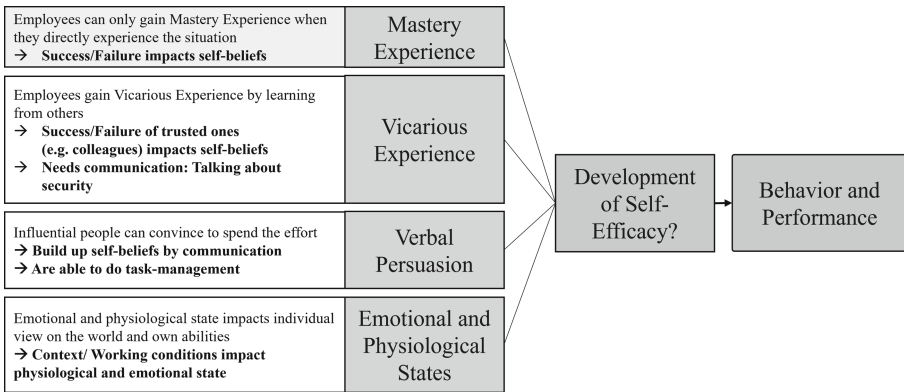 Employees can only gain Mastery Experience when
they directly experience the situation
→ Success/Failure impacts self-beliefs
Mastery
Experience
Employees gain Vicarious Experience by learning
from others
→ Success/Failure of trusted ones
(e.g. colleagues) impacts self-beliefs
→ Needs communication: Talking about
security
Vicarious
Experience
Influential people can convince to spend the effort
→ Build up self-beliefs by communication
→ Are able to do task-management
Verbal
Persuasion
Emotional and physiological state impacts individual
view on the world and own abilities
→ Context/ Working conditions impact
physiological and emotional state
Emotional and
Physiological
States
Development
of Self-
Efficacy?
Behavior and
Performance